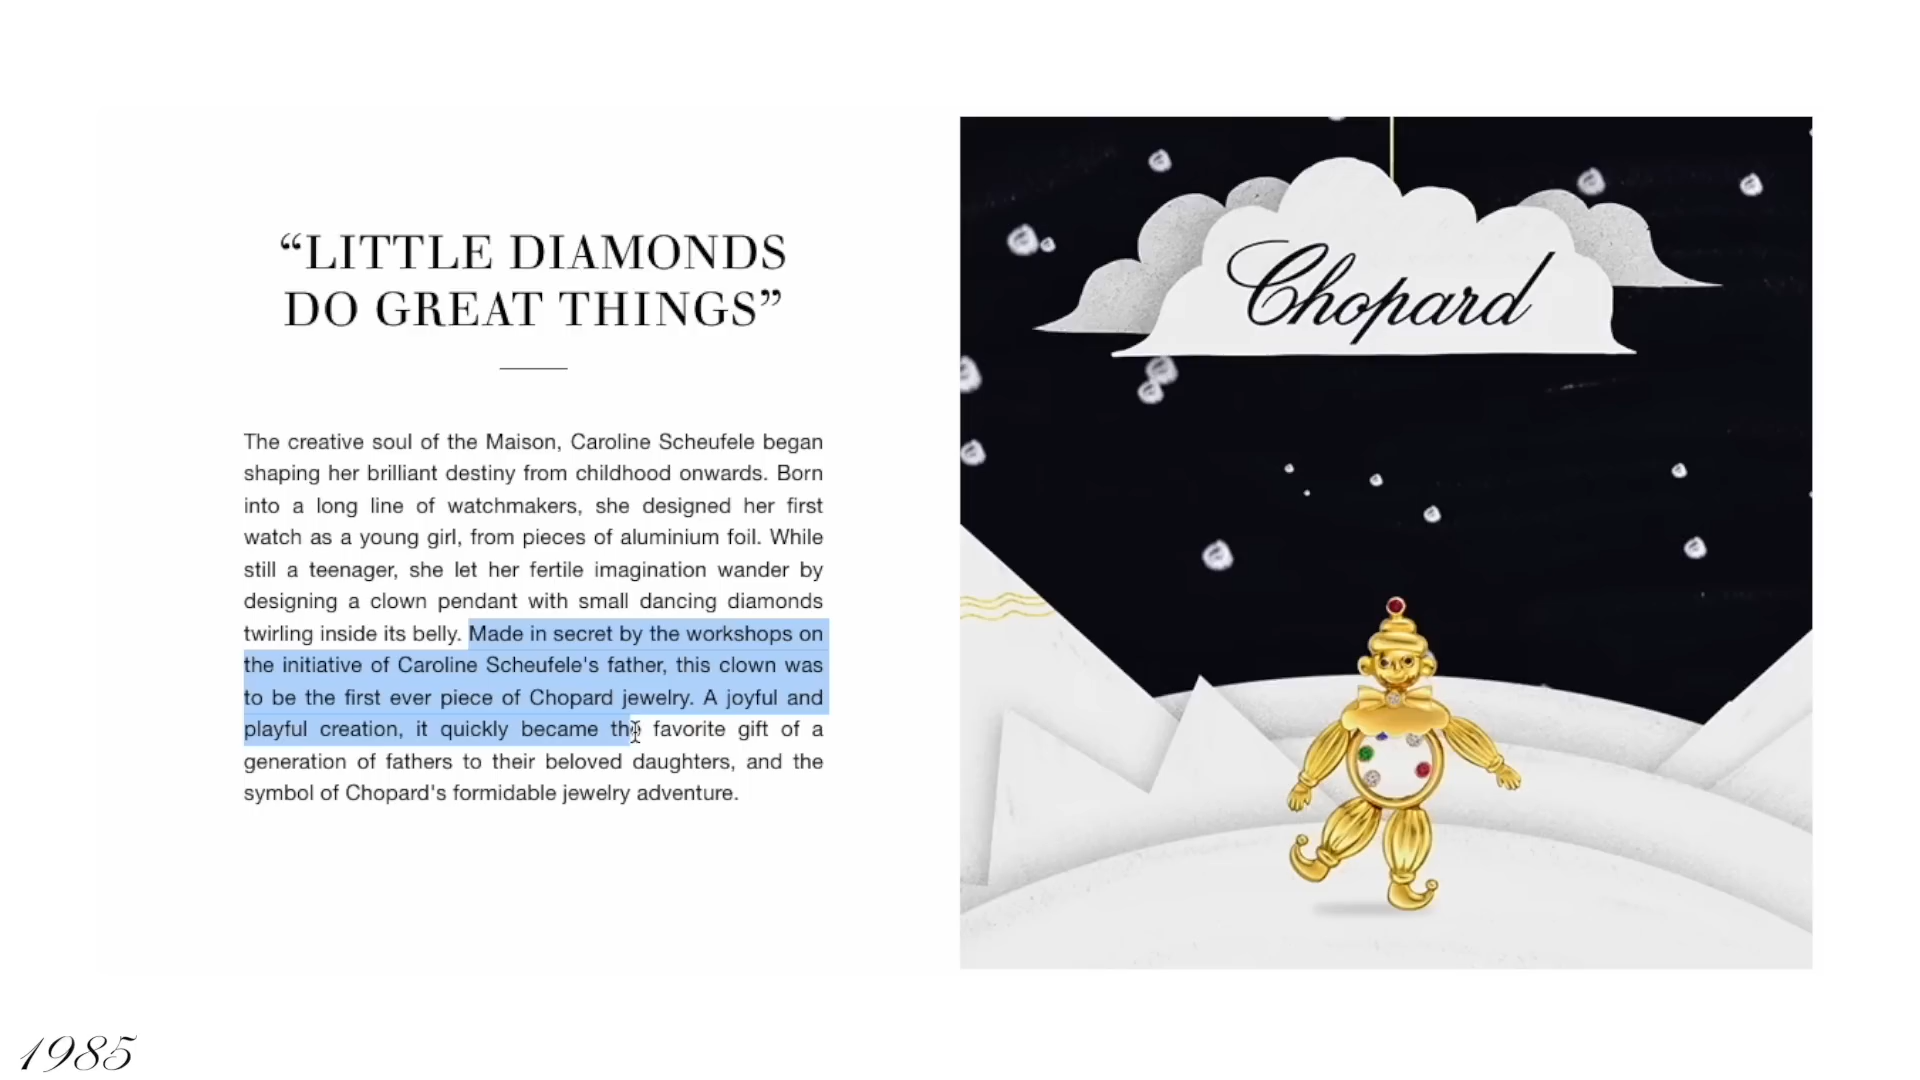 “LITTLE DIAMONDS
DO GREAT THINGS”
The creative soul of the Maison, Caroline Scheufele began
shaping her brilliant destiny from childhood onwards. Born
into a long line of watchmakers, she designed her first
watch as a young girl, from pieces of aluminium foil. While
still a teenager, she let her fertile imagination wander by
designing a clown pendant with small dancing diamonds
twirling inside its belly. Made in secret by the workshops on
the initiative of Caroline Scheufele's father, this clown was
to be the first ever piece of Chopard jewelry. A joyful and
playful creation, it quickly became the favorite gift of a
generation of fathers to their beloved daughters, and the
symbol of Chopard's formidable jewelry adventure.
Chopard
1985